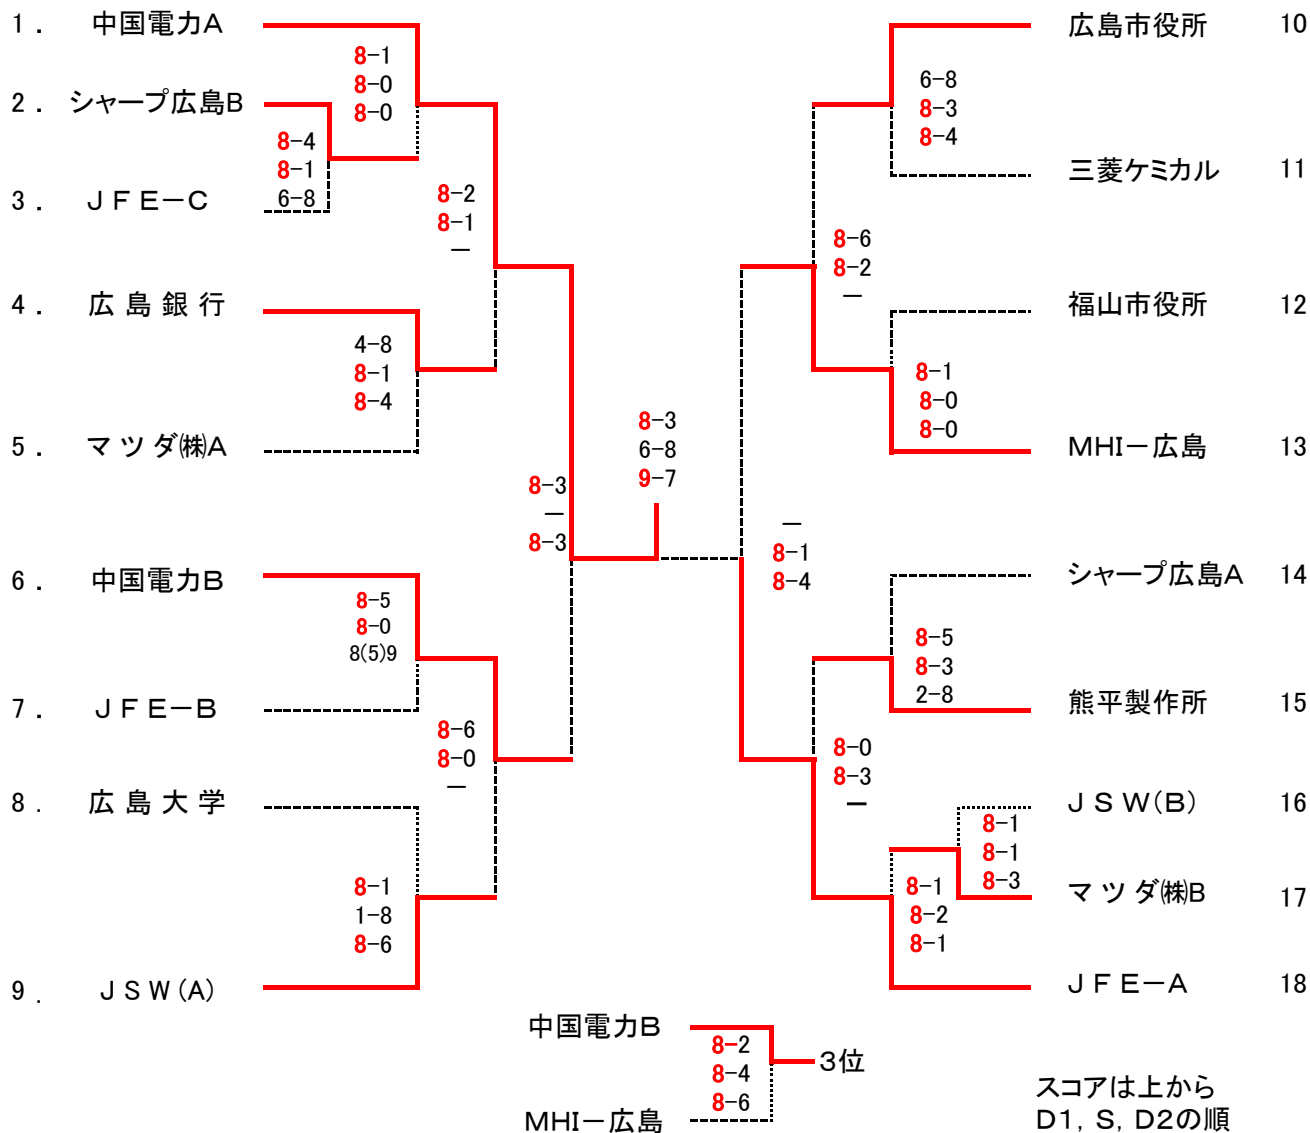 1． 中国電力A
8-1
8-0
8-0
2． シャープ広島B
8-4
8-1
6-8
3． ＪＦＥ－Ｃ
8-2
8-1
―
4． 広島銀行
4-8
8-1
8-4
5． マツダ㈱A
8-3
―
8-3
6． 中国電力B
8-5
8-0
8(5)9
7． ＪＦＥ－Ｂ
8-6
8-0
―
8． 広島大学
8-1
1-8
8-6
9． ＪＳＷ(A)
8-3
6-8
9-7
広島市役所 10
6-8
8-3
8-4
三菱ケミカル 11
8-6
8-2
―
福山市役所 12
8-1
8-0
8-0
MHI－広島 13
―
8-1
8-4
シャープ広島A 14
8-5
8-3
2-8
熊平製作所 15
8-0
8-3
―
ＪＳＷ(B) 16
8-1
8-1
8-3
マツダ㈱B 17
8-1
8-2
8-1
ＪＦＥ－Ａ 18
中国電力B
8-2
8-4
8-6
3位
MHI－広島
スコアは上から
D1, S, D2の順